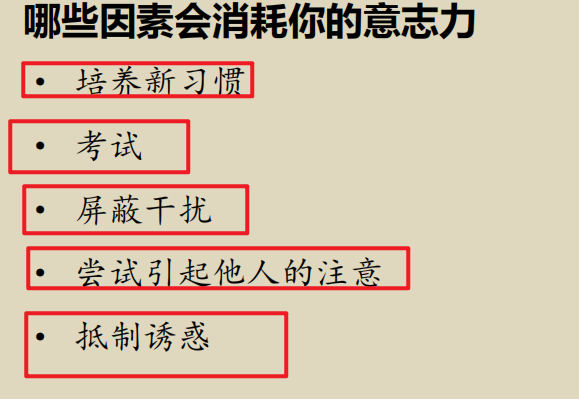 哪些因素会消耗你的意志力
• 培养新习惯
• 考试
• 屏蔽干扰
• 尝试引起他人的注意
• 抵制诱惑